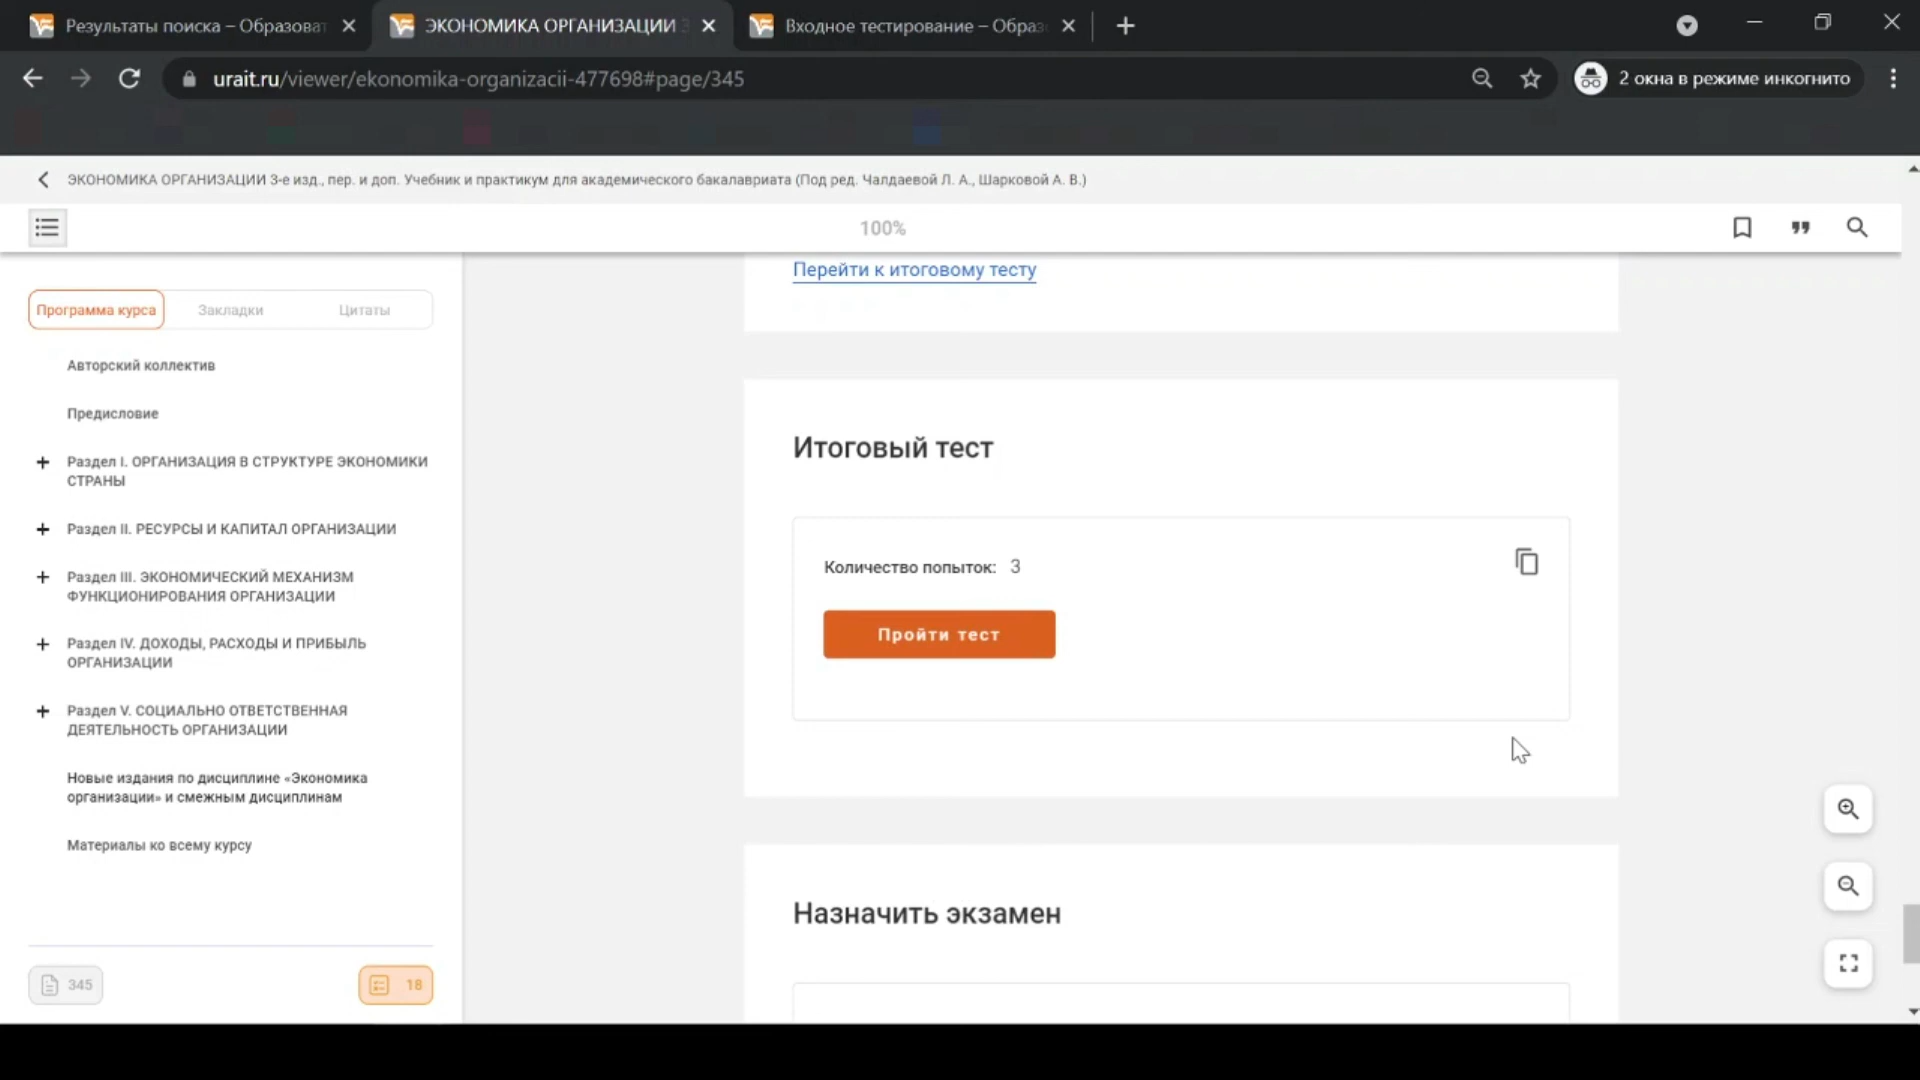 Результаты поиска – Образоват
ЭКОНОМИКА ОРГАНИЗАЦИИ 3
Входное тестирование – Образо
urait.ru/viewer/ekonomika-organizacii-477698#page/345
2 окна в режиме инкогнито
ЭКОНОМИКА ОРГАНИЗАЦИИ 3-е изд., пер. и доп. Учебник и практикум для академического бакалавриата (Под ред. Чалдаевой Л. А., Шарковой А. В.)
100%
Программа курса
Закладки
Цитаты
Авторский коллектив
Предисловие
Раздел I. ОРГАНИЗАЦИЯ В СТРУКТУРЕ ЭКОНОМИКИ
СТРАНЫ
Раздел II. РЕСУРСЫ И КАПИТАЛ ОРГАНИЗАЦИИ
Раздел III. ЭКОНОМИЧЕСКИЙ МЕХАНИЗМ
ФУНКЦИОНИРОВАНИЯ ОРГАНИЗАЦИИ
Раздел IV. ДОХОДЫ, РАСХОДЫ И ПРИБЫЛЬ
ОРГАНИЗАЦИИ
Раздел V. СОЦИАЛЬНО ОТВЕТСТВЕННАЯ
ДЕЯТЕЛЬНОСТЬ ОРГАНИЗАЦИИ
Новые издания по дисциплине «Экономика
организации» и смежным дисциплинам
Материалы ко всему курсу
345
18
Перейти к итоговому тесту
Итоговый тест
Количество попыток: 3
Пройти тест
Назначить экзамен